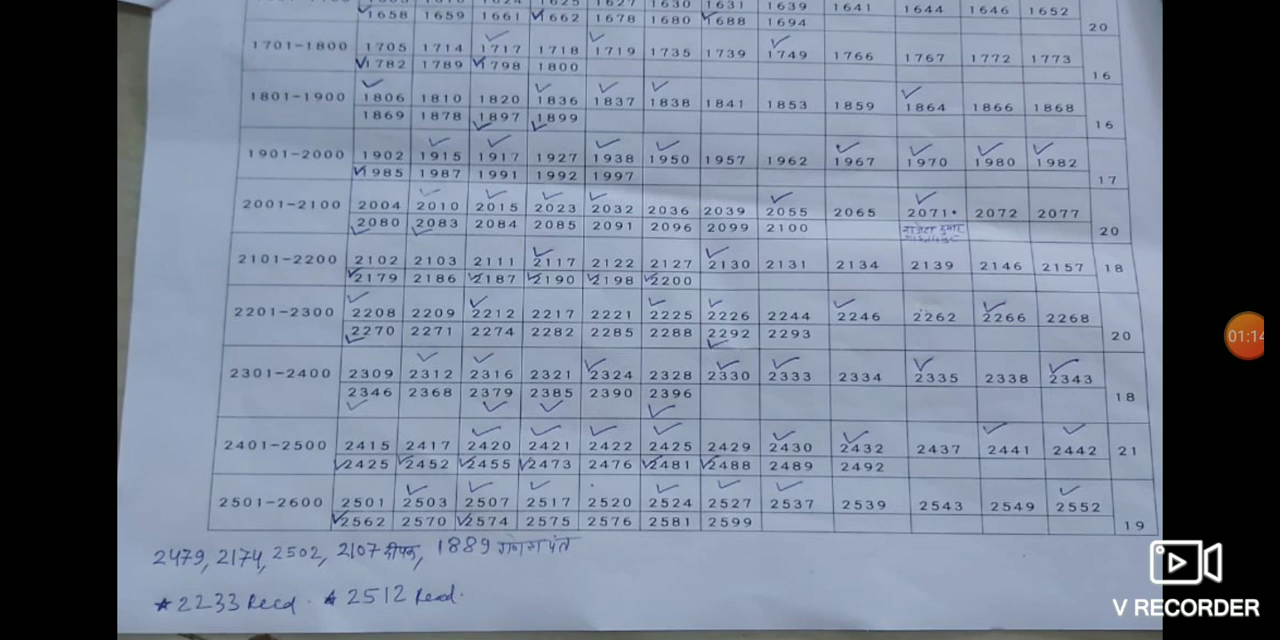 1639 1641 1644 1646 1652
1658 1659 1661 1662 1678 1680 1688 1694 20
1701-1800 1705 1714 1717 1718 1719 1735 1739 1749 1766 1767 1772 1773
1782 1789 1798 1800 16
1801-1900 1806 1810 1820 1836 1837 1838 1841 1853 1859 1864 1866 1868
1869 1878 1897 1899 16
1901-2000 1902 1915 1917 1927 1938 1950 1957 1962 1967 1970 1980 1982
1985 1987 1991 1992 1997 17
2001-2100 2004 2010 2015 2023 2032 2036 2039 2055 2065 2071 2072 2077
2080 2083 2084 2085 2091 2096 2099 2100 20
2101-2200 2102 2103 2111 2117 2122 2127 2130 2131 2134 2139 2146 2157 18
2179 2186 2187 2190 2198 2200
2201-2300 2208 2209 2212 2217 2221 2225 2226 2244 2246 2262 2266 2268
2270 2271 2274 2282 2285 2288 2292 2293 20
2301-2400 2309 2312 2316 2321 2324 2328 2330 2333 2334 2335 2338 2343
2346 2368 2379 2385 2390 2396 18
2401-2500 2415 2417 2420 2421 2422 2425 2429 2430 2432 2437 2441 2442 21
2425 2452 2455 2473 2476 2481 2488 2489 2492
2501-2600 2501 2503 2507 2517 2520 2524 2527 2537 2539 2543 2549 2552
2562 2570 2574 2575 2576 2581 2599 19
2479, 2174, 2502, 2107 दीपक, 1889
★ 2233 Recd. ★ 2512 Recd.
01:14
V RECORDER